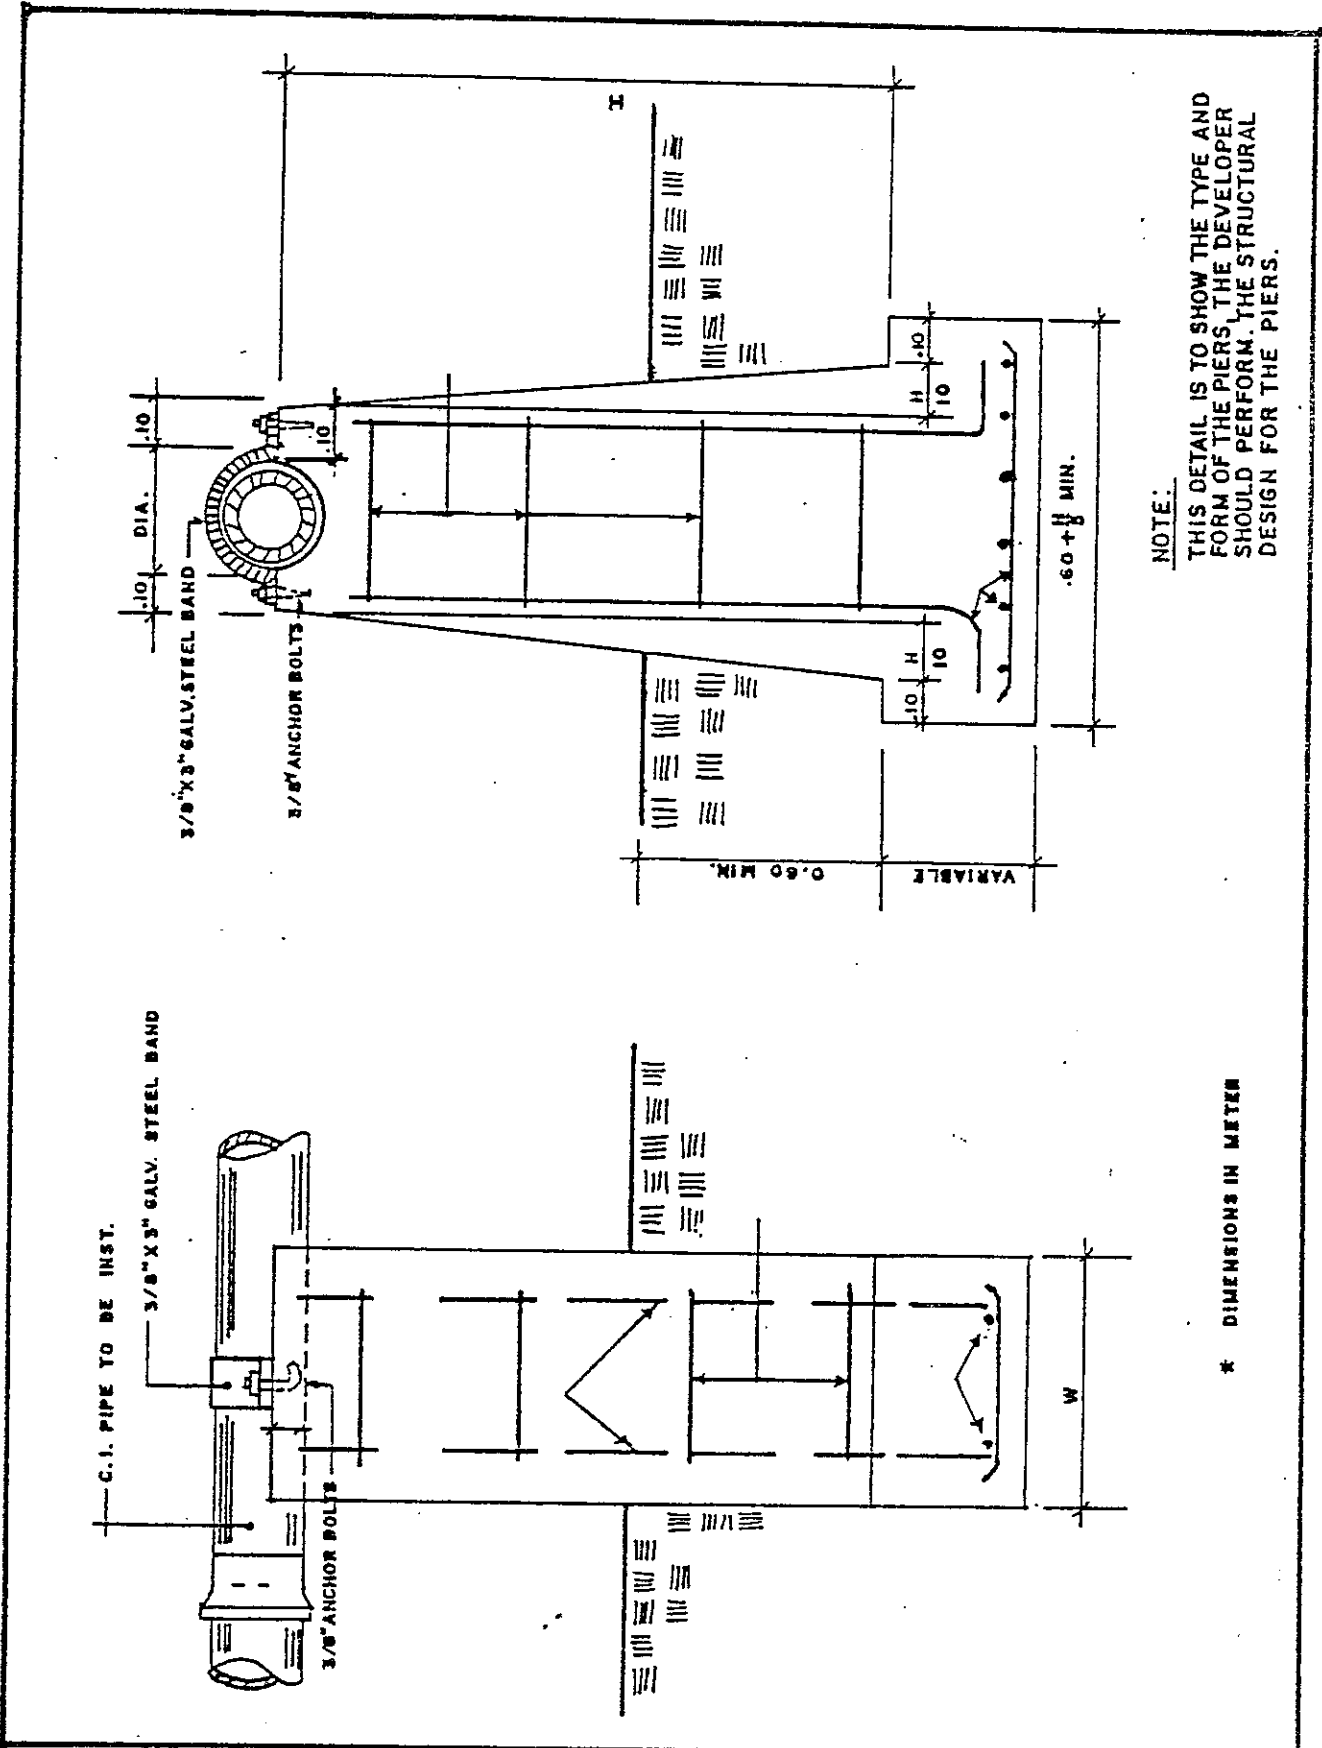 C.I. PIPE TO BE INST.
3/8"X3" GALV. STEEL BAND
3/8" ANCHOR BOLTS
W
3/8"X3" GALV. STEEL BAND
3/8" ANCHOR BOLTS
.10
DIA.
.10
.10
H
0.60 MIN.
VARIABLE
.10
H
10
H
10
.10
NOTE:
THIS DETAIL IS TO SHOW THE TYPE AND
FORM OF THE PIERS, THE DEVELOPER
SHOULD PERFORM. THE STRUCTURAL
DESIGN FOR THE PIERS.
* DIMENSIONS IN METER